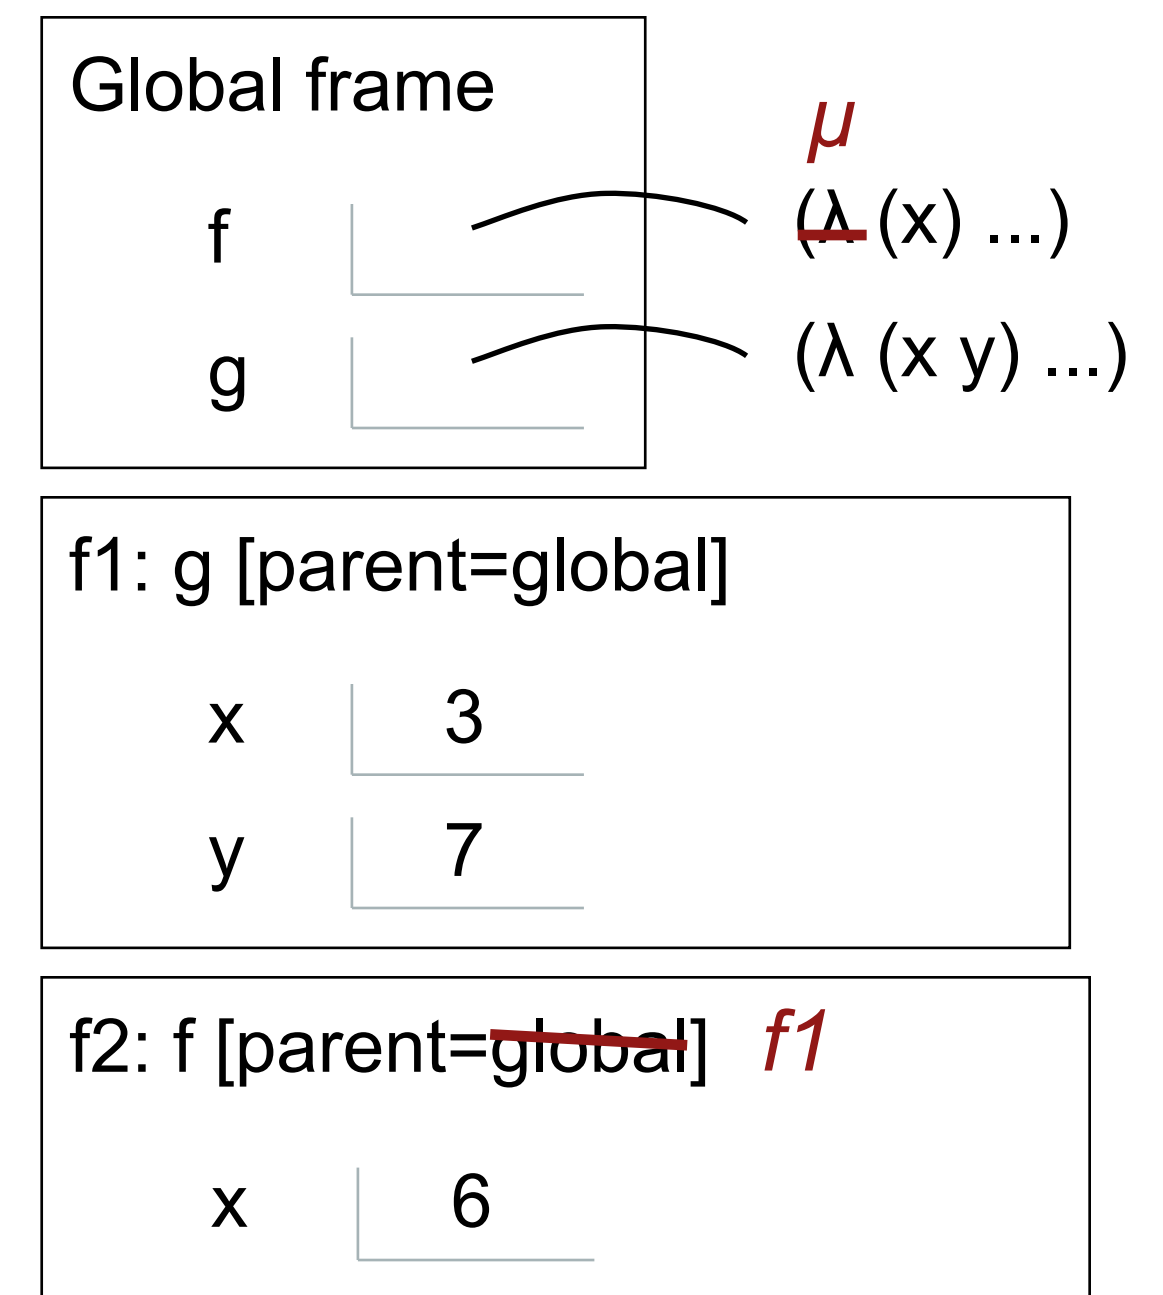 Global frame
μ
f (λ (x) ...)
g (λ (x y) ...)
f1: g [parent=global]
x 3
y 7
f2: f [parent=global] f1
x 6